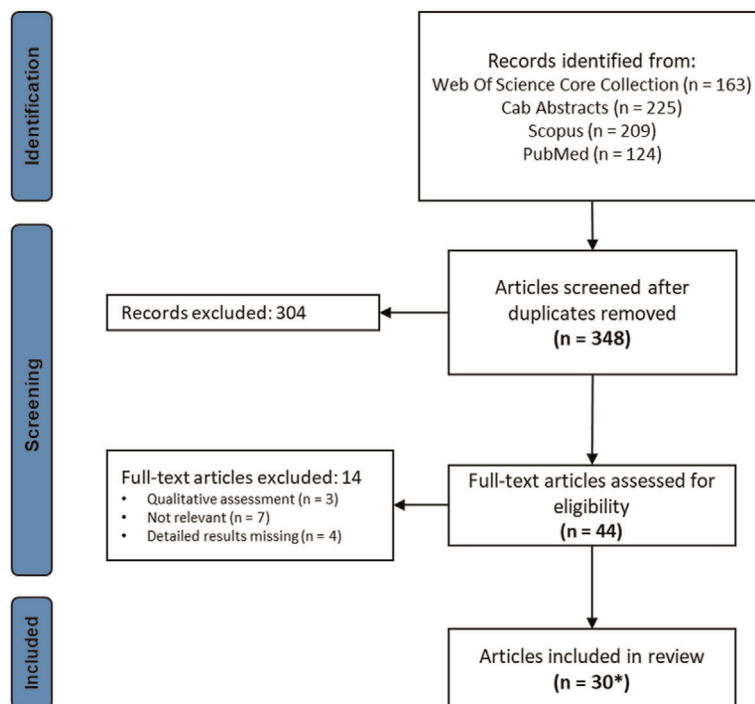 Identification
Records identified from:
Web Of Science Core Collection (n = 163)
Cab Abstracts (n = 225)
Scopus (n = 209)
PubMed (n = 124)
Screening
Articles screened after
duplicates removed
(n = 348)
Records excluded: 304
Full-text articles assessed for
eligibility
(n = 44)
Full-text articles excluded: 14
• Qualitative assessment (n = 3)
• Not relevant (n = 7)
• Detailed results missing (n = 4)
Included
Articles included in review
(n = 30*)